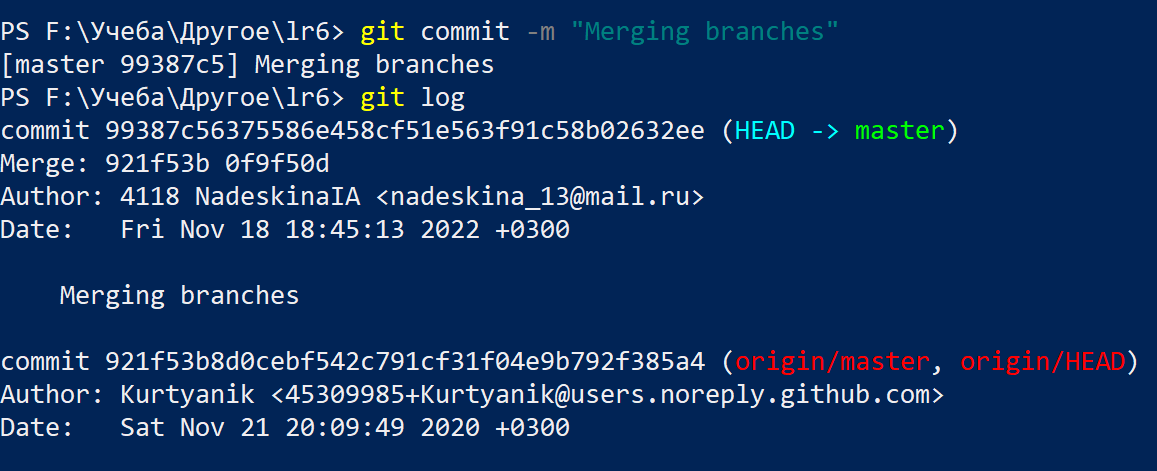 PS F:\Учеба\Другое\lr6> git commit -m "Merging branches"
[master 99387c5] Merging branches
PS F:\Учеба\Другое\lr6> git log
commit 99387c56375586e458cf51e563f91c58b02632ee (HEAD -> master)
Merge: 921f53b 0f9f50d
Author: 4118 NadeskinaIA <nadeskina_13@mail.ru>
Date:   Fri Nov 18 18:45:13 2022 +0300
    Merging branches
commit 921f53b8d0cebf542c791cf31f04e9b792f385a4 (origin/master, origin/HEAD)
Author: Kurtyanik <45309985+Kurtyanik@users.noreply.github.com>
Date:   Sat Nov 21 20:09:49 2020 +0300